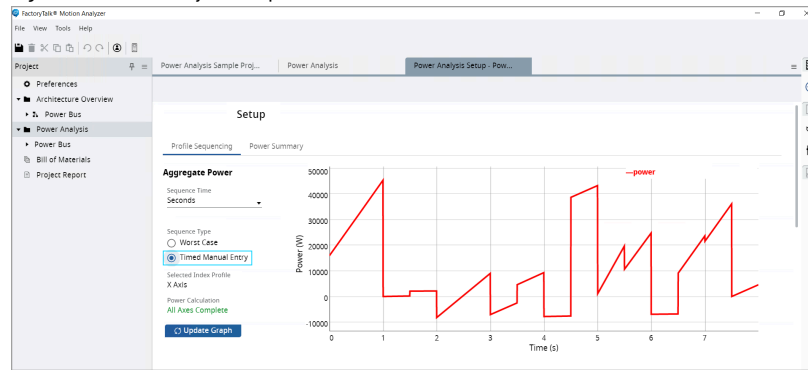 FactoryTalk® Motion Analyzer
File View Tools Help
Project
Power Analysis Sample Proj...
Power Analysis
Power Analysis Setup - Pow...
Preferences
Architecture Overview
Power Bus
Power Analysis
Power Bus
Bill of Materials
Project Report
Setup
Profile Sequencing
Power Summary
Aggregate Power
Sequence Time
Seconds
Sequence Type
Worst Case
Timed Manual Entry
Selected Index Profile
X Axis
Power Calculation
All Axes Complete
Update Graph
power
Power (W)
50000
40000
30000
20000
10000
0
-10000
0 1 2 3 4 5 6 7
Time (s)